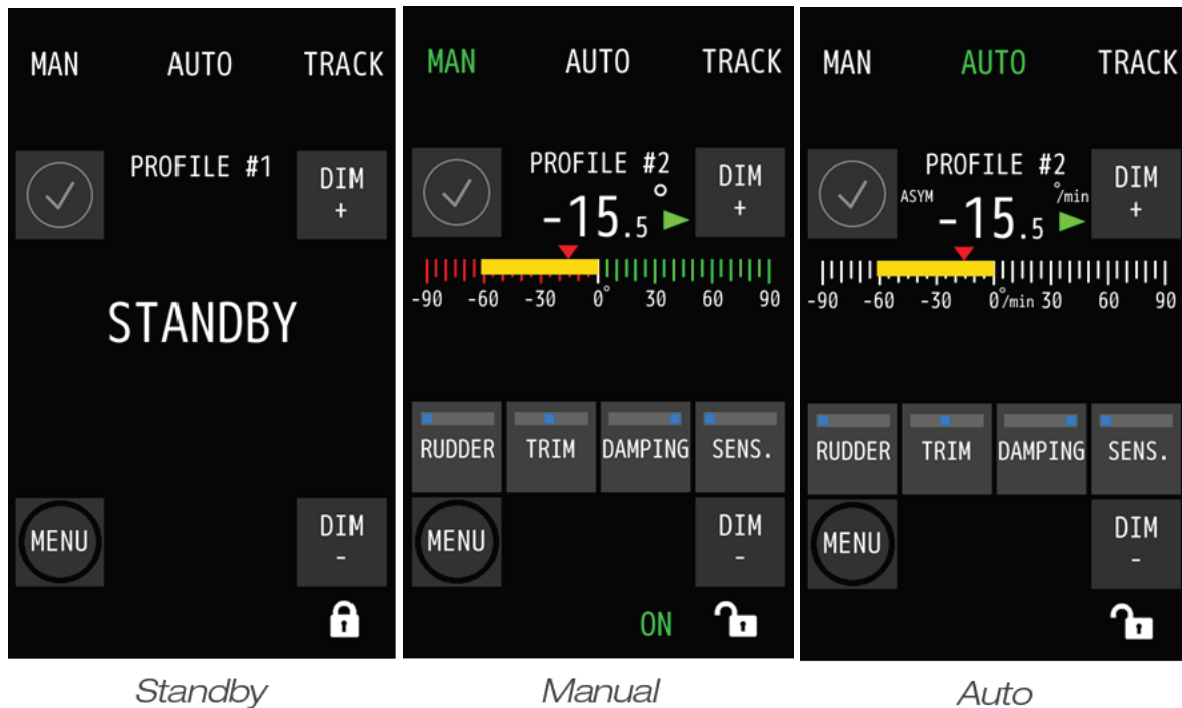 MAN AUTO TRACK
PROFILE #1
DIM
+
STANDBY
MENU
DIM
-
Standby
MAN AUTO TRACK
PROFILE #2
-15.5°
DIM
+
-90 -60 -30 0° 30 60 90
RUDDER TRIM DAMPING SENS.
MENU
DIM
-
ON
Manual
MAN AUTO TRACK
PROFILE #2
ASYM -15.5 °/min
DIM
+
-90 -60 -30 0°/min 30 60 90
RUDDER TRIM DAMPING SENS.
MENU
DIM
-
Auto